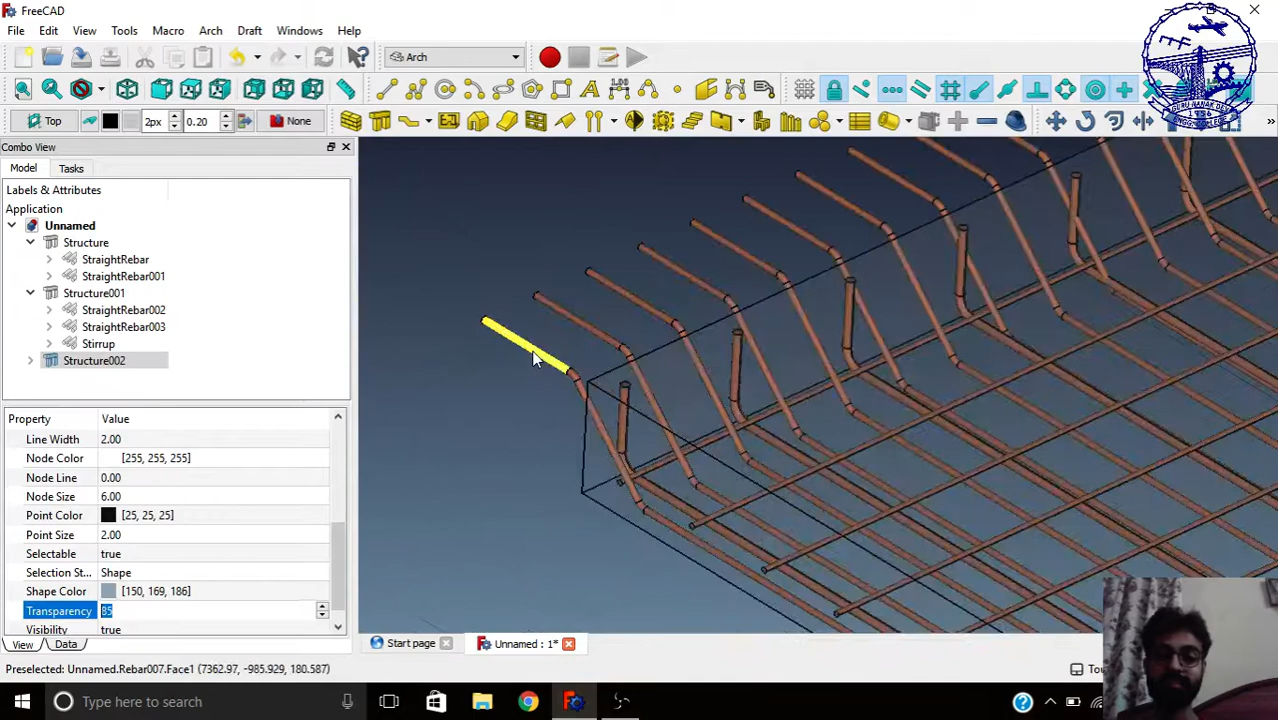 FreeCAD
File Edit View Tools Macro Arch Draft Windows Help
Arch
Top 2px 0.20 None »
Combo View
Model Tasks
Labels & Attributes
Application
Unnamed
Structure
StraightRebar
StraightRebar001
Structure001
StraightRebar002
StraightRebar003
Stirrup
Structure002
Property Value
Line Width 2.00
Node Color [255, 255, 255]
Node Line 0.00
Node Size 6.00
Point Color [25, 25, 25]
Point Size 2.00
Selectable true
Selection St... Shape
Shape Color [150, 169, 186]
Transparency 85
Visibility true
View Data
Start page Unnamed : 1*
Preselected: Unnamed.Rebar007.Face1 (7362.97, -985.929, 180.587)
Type here to search